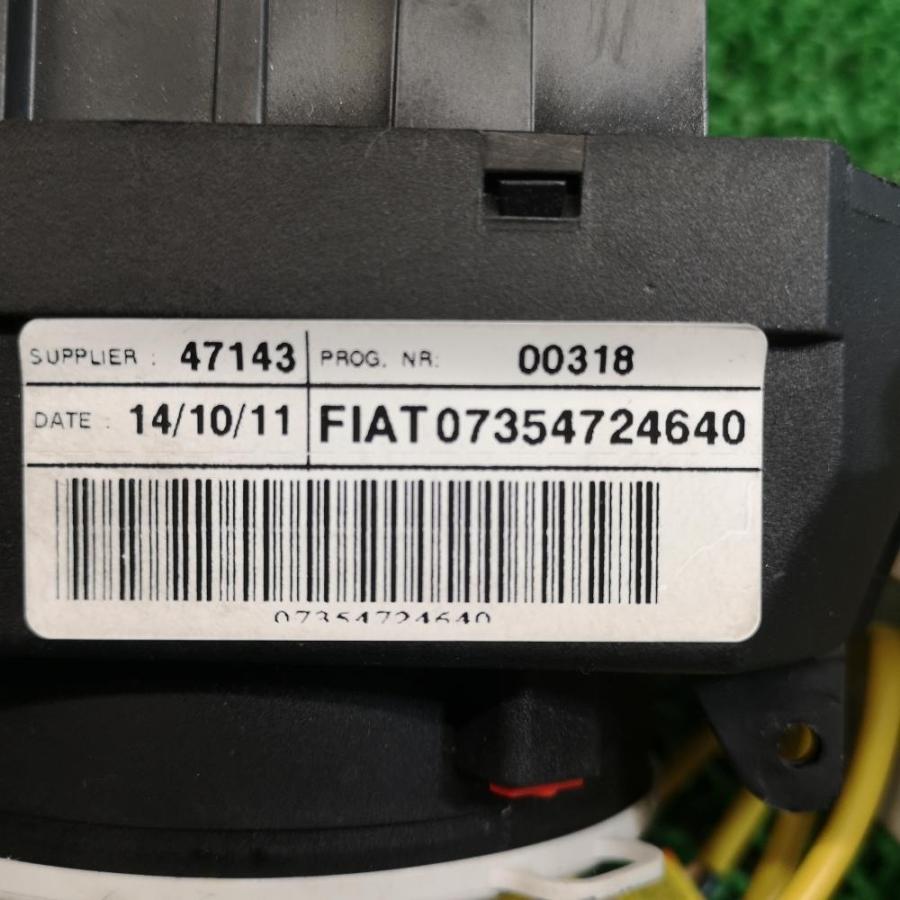 SUPPLIER : 47143 PROG. NR: 00318
DATE : 14/10/11 FIAT 07354724640
07354724640